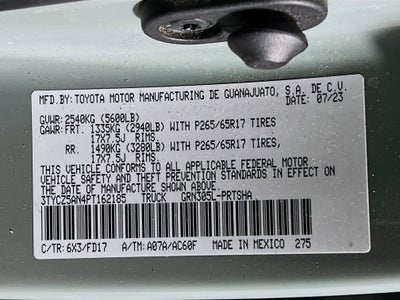 MFD.BY: TOYOTA MOTOR MANUFACTURING DE GUANAJUATO, S.A. DE C.V.
GVWR: 2540KG (5600LB) 07/23
GAWR: FRT. 1335KG (2940LB) WITH P265/65R17 TIRES
17X7.5J RIMS
RR. 1490KG (3280LB) WITH P265/65R17 TIRES
17X7.5J RIMS
THIS VEHICLE CONFORMS TO ALL APPLICABLE FEDERAL MOTOR
VEHICLE SAFETY AND BUMPER STANDARDS IN EFFECT ON
THE DATE OF MANUFACTURE SHOWN ABOVE.
3TYCZ5AN4PT162185 TRUCK GRN305L-PRTSHA
C/TR: 6X3/FD17 A/TM: A07A/AC60F MADE IN MEXICO 275